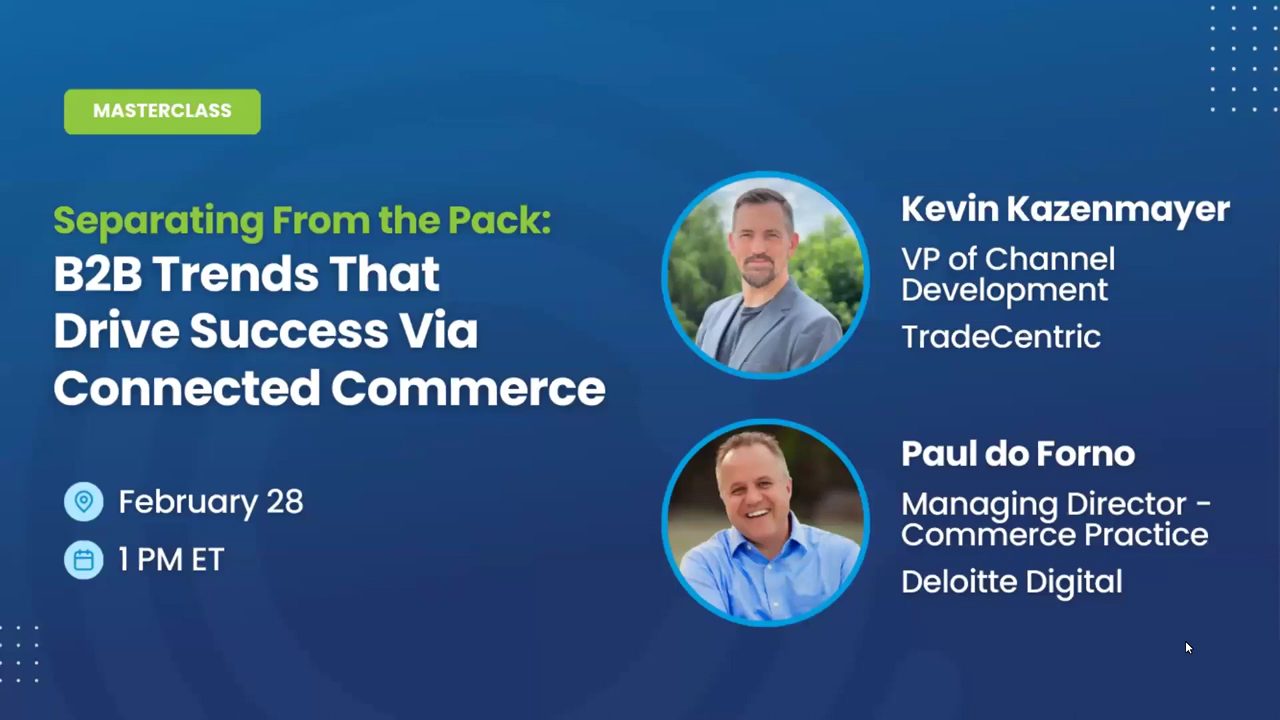 MASTERCLASS
Separating From the Pack:
B2B Trends That
Drive Success Via
Connected Commerce
February 28
1 PM ET
Kevin Kazenmayer
VP of Channel
Development
TradeCentric
Paul do Forno
Managing Director -
Commerce Practice
Deloitte Digital